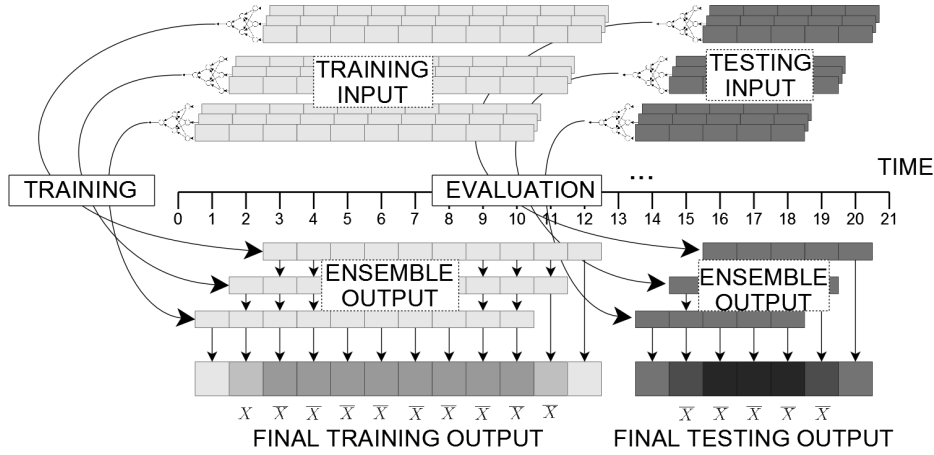 TRAINING
INPUT
TESTING
INPUT
TIME
TRAINING
EVALUATION
...
0 1 2 3 4 5 6 7 8 9 10 11 12 13 14 15 16 17 18 19 20 21
ENSEMBLE
OUTPUT
ENSEMBLE
OUTPUT
X̅ X̅ X̅ X̅ X̅ X̅ X̅ X̅ X̅ X̅
X̅ X̅ X̅ X̅ X̅
FINAL TRAINING OUTPUT
FINAL TESTING OUTPUT